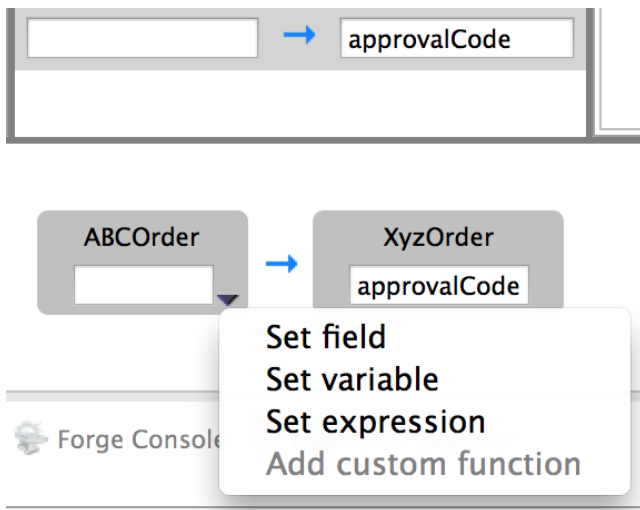 approvalCode
ABCOrder
XyzOrder
approvalCode
Set field
Set variable
Set expression
Add custom function
Forge Console